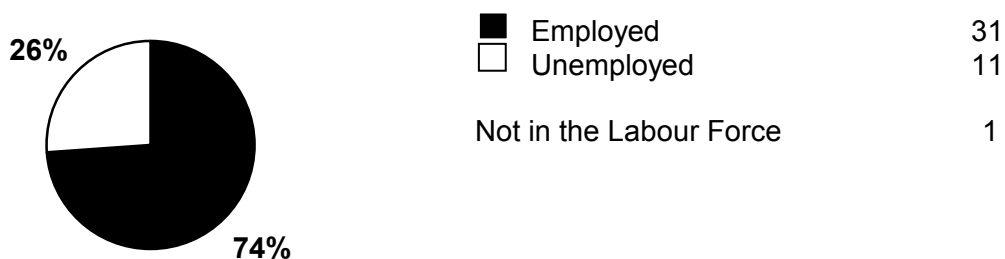 26%
74%
Employed 31
Unemployed 11
Not in the Labour Force 1